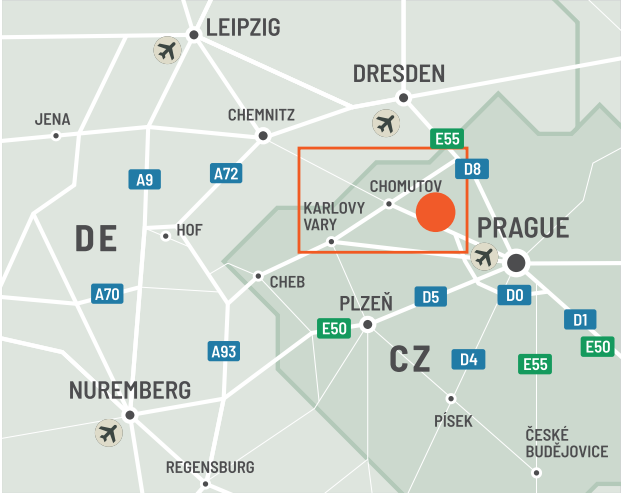 LEIPZIG
DRESDEN
JENA
CHEMNITZ
E55
D8
A9
A72
CHOMUTOV
KARLOVY
VARY
PRAGUE
HOF
DE
CHEB
A70
PLZEŇ
D5
D0
D1
E50
E50
A93
CZ
D4
E55
NUREMBERG
PÍSEK
ČESKÉ
BUDĚJOVICE
REGENSBURG